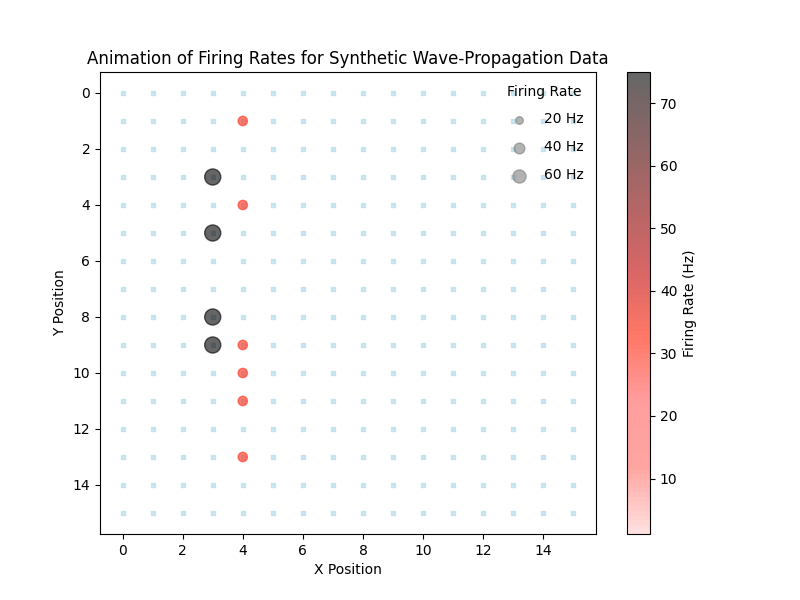 Animation of Firing Rates for Synthetic Wave-Propagation Data
Firing Rate
20 Hz
40 Hz
60 Hz
0
2
4
6
8
10
12
14
Y Position
0
2
4
6
8
10
12
14
X Position
70
60
50
40
30
20
10
Firing Rate (Hz)